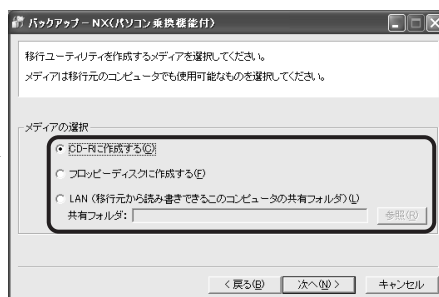 バックアップ-NX(パソコン乗換機能付)
移行ユーティリティを作成するメディアを選択してください。
メディアは移行元のコンピュータでも使用可能なものを選択してください。
メディアの選択
CD-Rに作成する(C)
フロッピーディスクに作成する(F)
LAN (移行元から読み書きできるこのコンピュータの共有フォルダ)(L)
共有フォルダ:
参照(R)
<戻る(B)
次へ(N)>
キャンセル